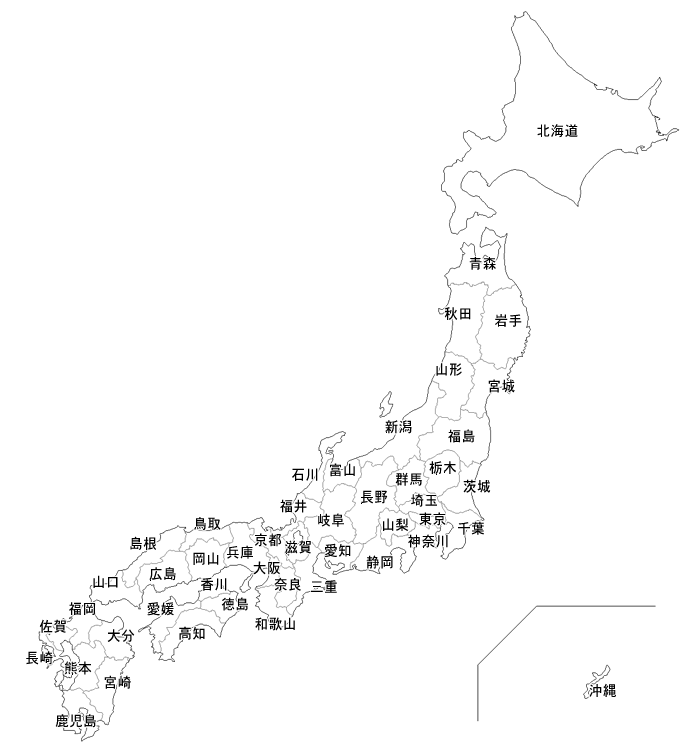 北海道
青森
秋田
岩手
山形
宮城
新潟
福島
石川
富山
群馬
栃木
茨城
福井
長野
埼玉
岐阜
山梨
東京
千葉
鳥取
京都
滋賀
愛知
神奈川
島根
岡山
兵庫
静岡
山口
広島
大阪
香川
奈良
三重
福岡
愛媛
徳島
和歌山
佐賀
大分
高知
長崎
熊本
宮崎
沖縄
鹿児島